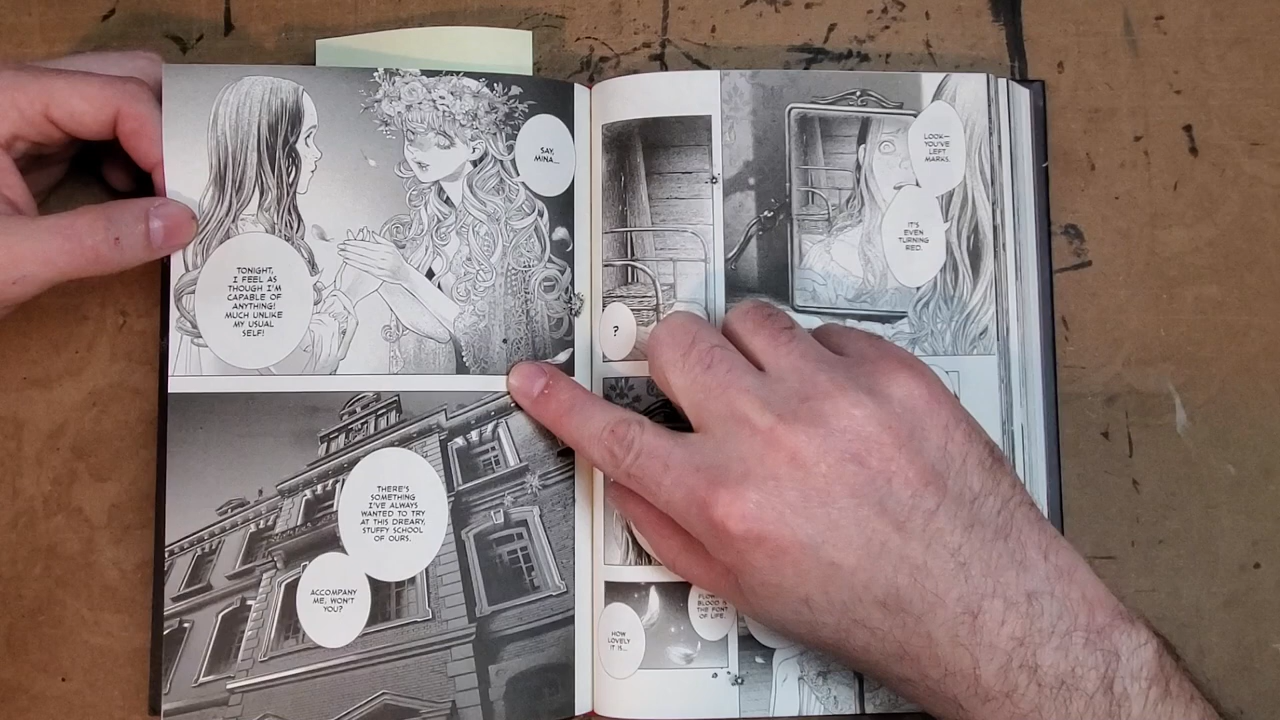 LOOK—
YOU'VE
LEFT
MARKS.
IT'S
EVEN
TURNING
RED.
?
BLOOD IS
THE FONT
OF LIFE.
HOW
LOVELY
IT IS...
SAY,
MINA...
TONIGHT,
I FEEL AS
THOUGH I'M
CAPABLE OF
ANYTHING!
MUCH UNLIKE
MY USUAL
SELF!
THERE'S
SOMETHING
I'VE ALWAYS
WANTED TO TRY
AT THIS DREARY,
STUFFY SCHOOL
OF OURS.
ACCOMPANY
ME, WON'T
YOU?